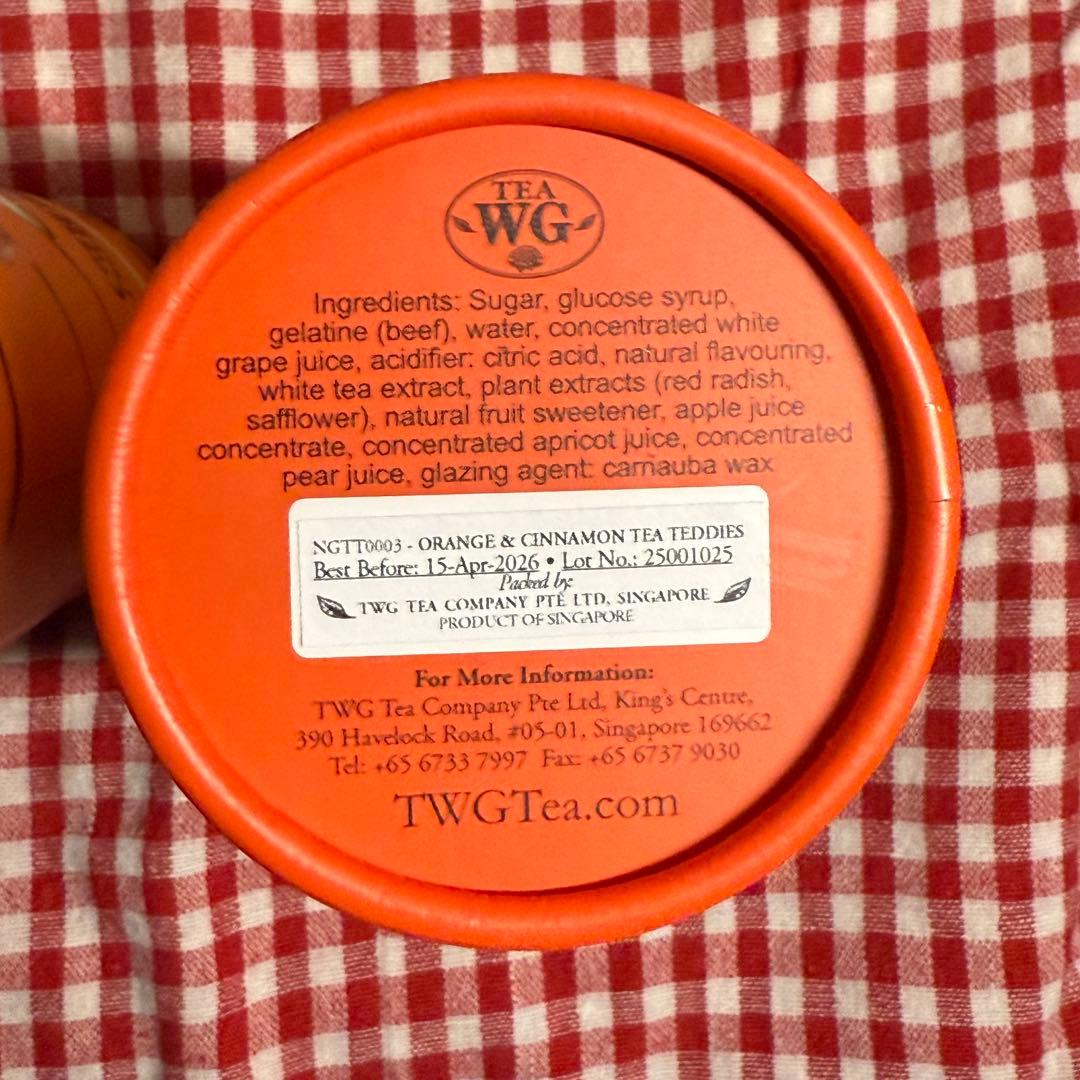 TEA
WG
Ingredients: Sugar, glucose syrup,
gelatine (beef), water, concentrated white
grape juice, acidifier: citric acid, natural flavouring,
white tea extract, plant extracts (red radish,
safflower), natural fruit sweetener, apple juice
concentrate, concentrated apricot juice, concentrated
pear juice, glazing agent: carnauba wax
NGTT0003 - ORANGE & CINNAMON TEA TEDDIES
Best Before: 15-Apr-2026 • Lot No.: 25001025
Packed by:
TWG TEA COMPANY PTE LTD, SINGAPORE
PRODUCT OF SINGAPORE
For More Information:
TWG Tea Company Pte Ltd, King's Centre,
390 Havelock Road, #05-01, Singapore 169662
Tel: +65 6733 7997 Fax: +65 6737 9030
TWGTea.com